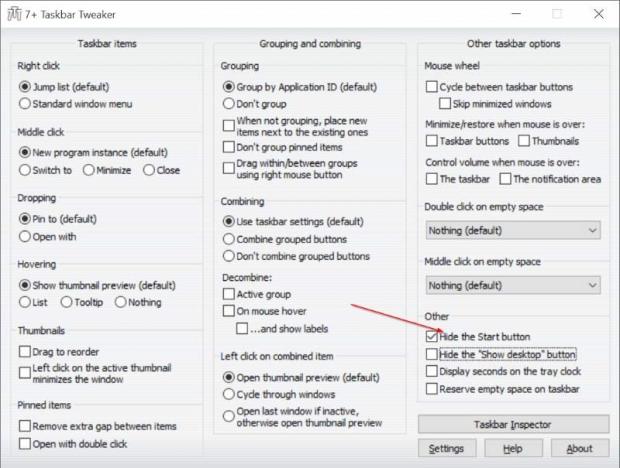 7+ Taskbar Tweaker
Taskbar items
Right click
Jump list (default)
Standard window menu
Middle click
New program instance (default)
Switch to Minimize Close
Dropping
Pin to (default)
Open with
Hovering
Show thumbnail preview (default)
List Tooltip Nothing
Thumbnails
Drag to reorder
Left click on the active thumbnail
minimizes the window
Pinned items
Remove extra gap between items
Open with double click
Grouping and combining
Grouping
Group by Application ID (default)
Don't group
When not grouping, place new
items next to the existing ones
Don't group pinned items
Drag within/between groups
using right mouse button
Combining
Use taskbar settings (default)
Combine grouped buttons
Don't combine grouped buttons
Decombine:
Active group
On mouse hover
...and show labels
Left click on combined item
Open thumbnail preview (default)
Cycle through windows
Open last window if inactive,
otherwise open thumbnail preview
Other taskbar options
Mouse wheel
Cycle between taskbar buttons
Skip minimized windows
Minimize/restore when mouse is over:
Taskbar buttons Thumbnails
Control volume when mouse is over:
The taskbar The notification area
Double click on empty space
Nothing (default)
Middle click on empty space
Nothing (default)
Other
Hide the Start button
Hide the "Show desktop" button
Display seconds on the tray clock
Reserve empty space on taskbar
Taskbar Inspector
Settings Help About